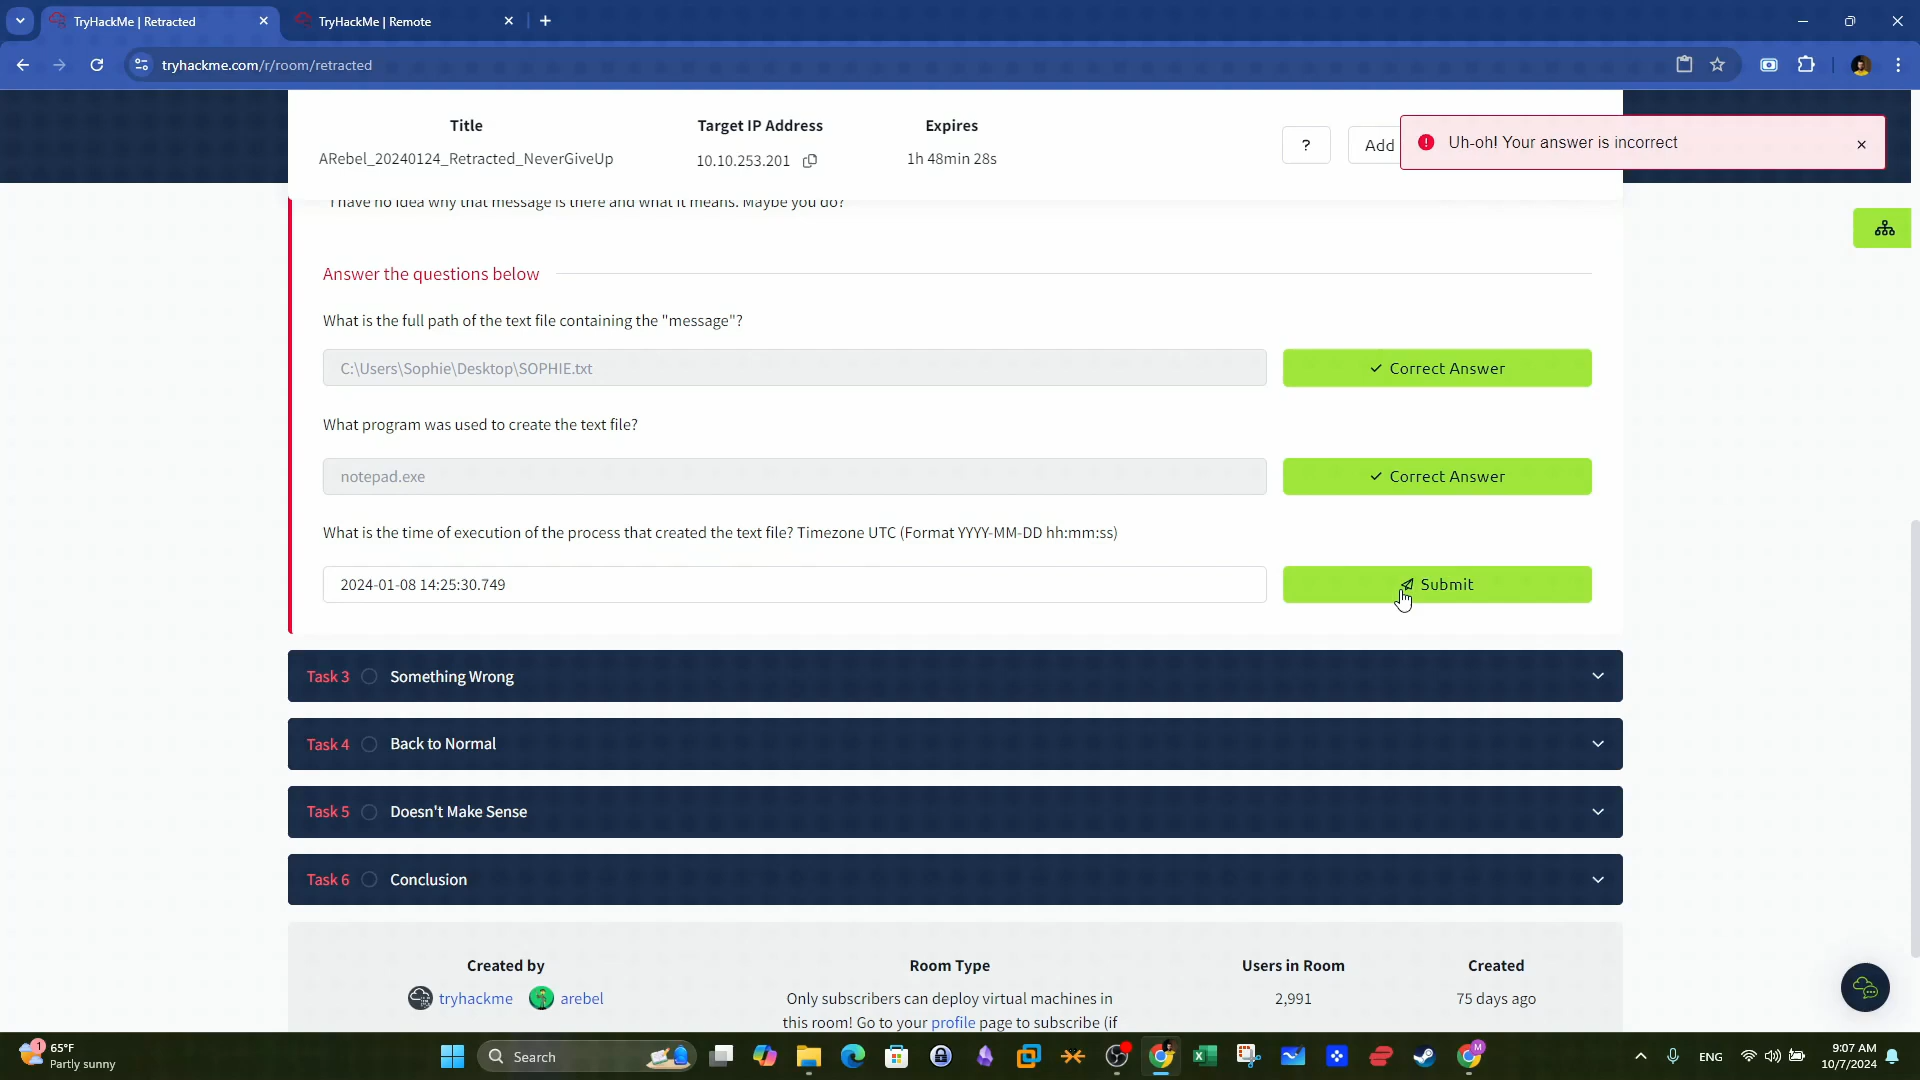 TryHackMe | Retracted
TryHackMe | Remote
tryhackme.com/r/room/retracted
Title
Target IP Address
Expires
ARebel_20240124_Retracted_NeverGiveUp
10.10.253.201
1h 48min 28s
?
Add
Uh-oh! Your answer is incorrect
I have no idea why that message is there and what it means. Maybe you do?
Answer the questions below
What is the full path of the text file containing the "message"?
C:\Users\Sophie\Desktop\SOPHIE.txt
Correct Answer
What program was used to create the text file?
notepad.exe
Correct Answer
What is the time of execution of the process that created the text file? Timezone UTC (Format YYYY-MM-DD hh:mm:ss)
2024-01-08 14:25:30.749
Submit
Task 3 Something Wrong
Task 4 Back to Normal
Task 5 Doesn't Make Sense
Task 6 Conclusion
Created by
Room Type
Users in Room
Created
tryhackme arebel
Only subscribers can deploy virtual machines in
this room! Go to your profile page to subscribe (if
2,991
75 days ago
1
65°F
Partly sunny
Search
M
ENG
9:07 AM
10/7/2024